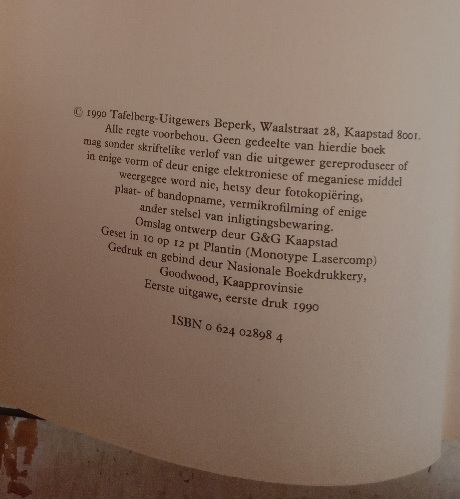 © 1990 Tafelberg-Uitgewers Beperk, Waalstraat 28, Kaapstad 8001.
Alle regte voorbehou. Geen gedeelte van hierdie boek
mag sonder skriftelike verlof van die uitgewer gereproduseer of
in enige vorm of deur enige elektroniese of meganiese middel
weergegee word nie, hetsy deur fotokopiëring,
plaat- of bandopname, vermikrofilming of enige
ander stelsel van inligtingsbewaring.
Omslag ontwerp deur G&G Kaapstad
Geset in 10 op 12 pt Plantin (Monotype Lasercomp)
Gedruk en gebind deur Nasionale Boekdrukkery,
Goodwood, Kaapprovinsie
Eerste uitgawe, eerste druk 1990
ISBN 0 624 02898 4